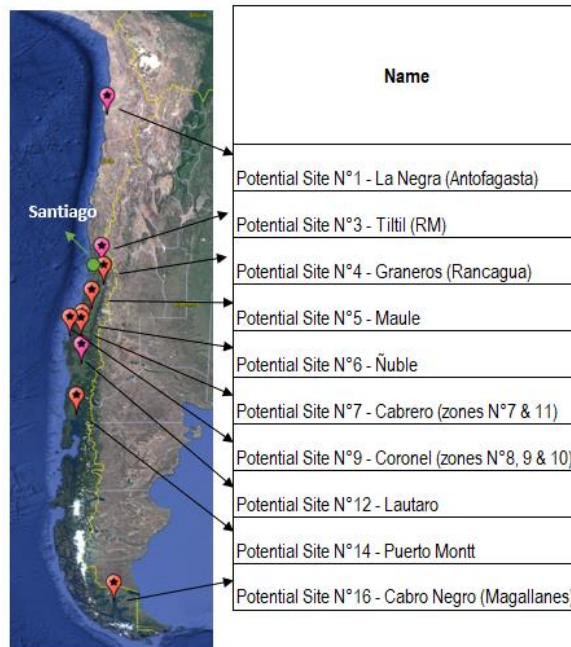 Name
Santiago
Potential Site N°1 - La Negra (Antofagasta)
Potential Site N°3 - Tiltil (RM)
Potential Site N°4 - Graneros (Rancagua)
Potential Site N°5 - Maule
Potential Site N°6 - Ñuble
Potential Site N°7 - Cabrero (zones N°7 & 11)
Potential Site N°9 - Coronel (zones N°8, 9 & 10)
Potential Site N°12 - Lautaro
Potential Site N°14 - Puerto Montt
Potential Site N°16 - Cabro Negro (Magallanes)